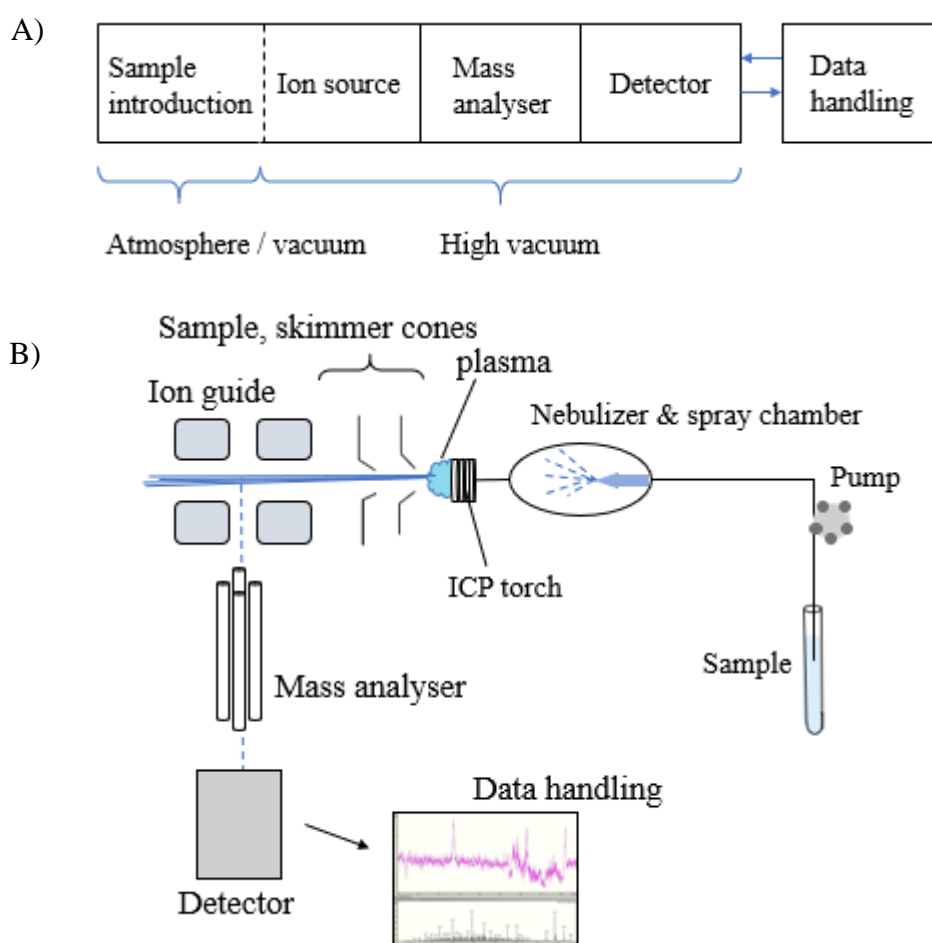 A)
Sample
introduction
Ion source
Mass
analyser
Detector
Data
handling
Atmosphere / vacuum
High vacuum
B)
Sample, skimmer cones
plasma
Ion guide
Nebulizer & spray chamber
Pump
ICP torch
Sample
Mass analyser
Data handling
Detector